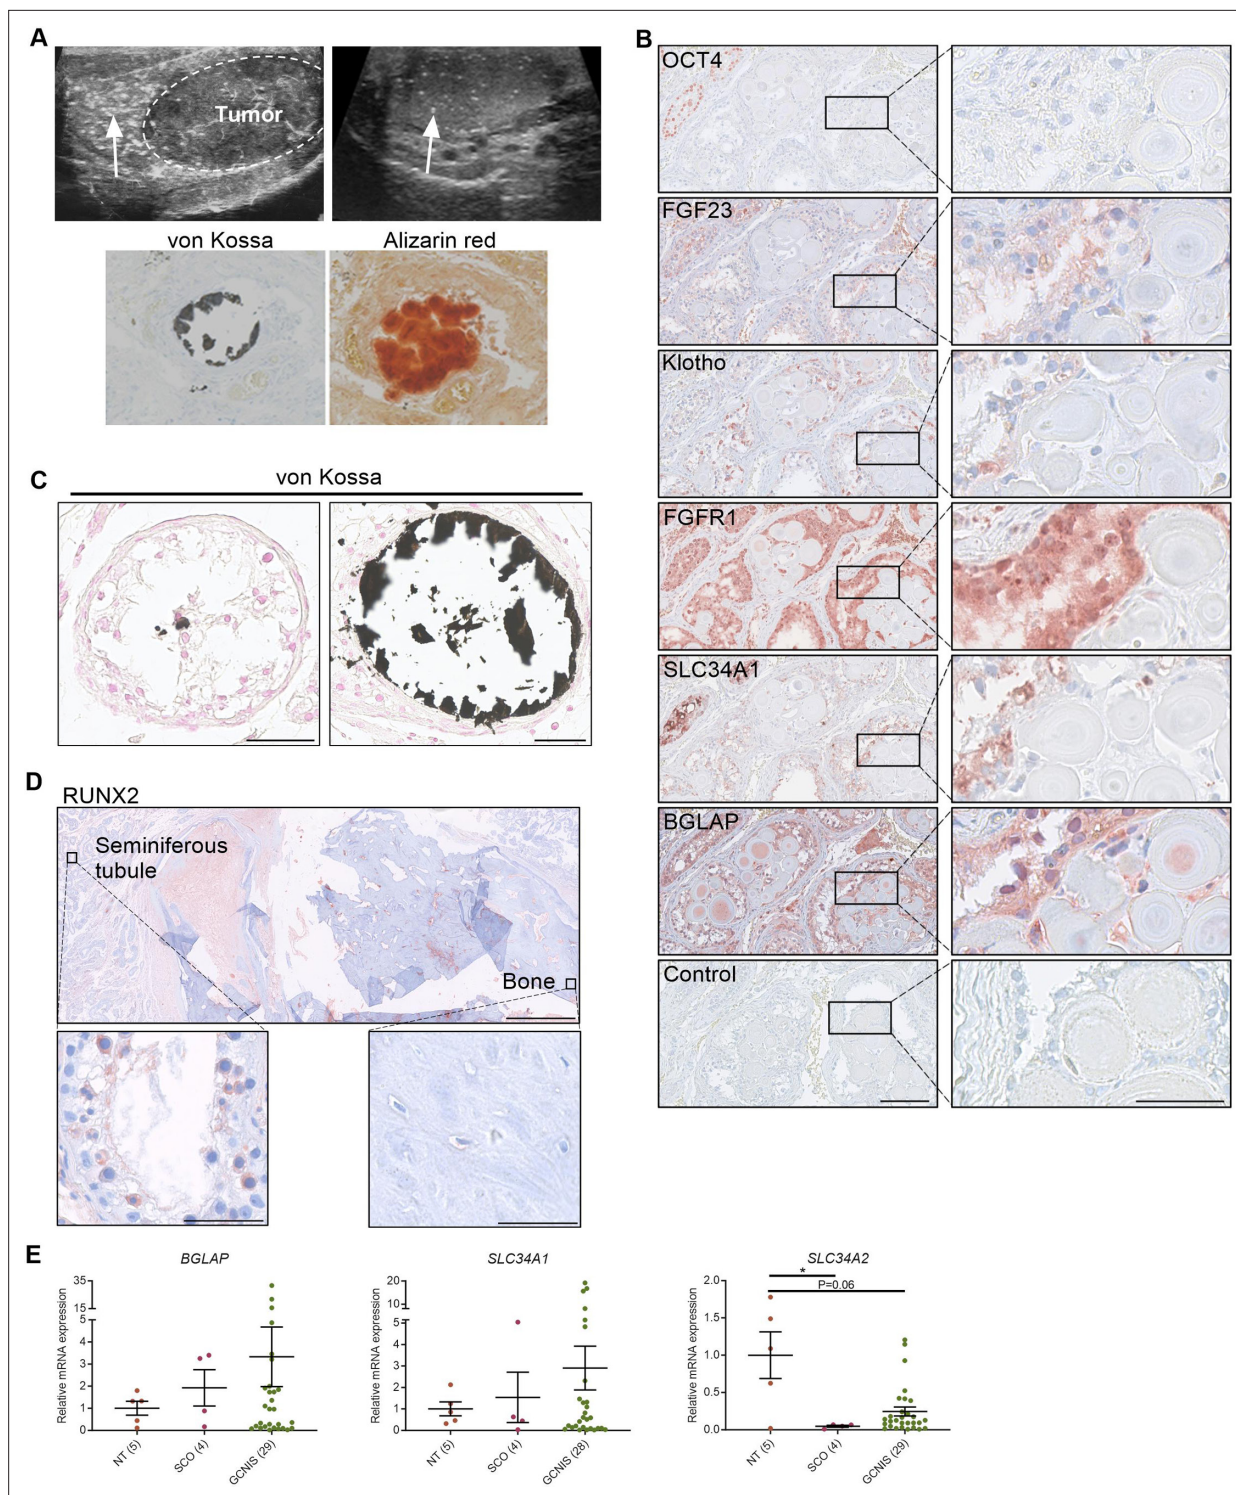 A
Tumor
von Kossa
Alizarin red
B
OCT4
FGF23
Klotho
FGFR1
SLC34A1
BGLAP
Control
C
von Kossa
D
RUNX2
Seminiferous
tubule
Bone
E
BGLAP
Relative mRNA expression
35
15
5
4
3
2
1
0
NT (5)
SCO (4)
GCNIS (29)
SLC34A1
Relative mRNA expression
20
10
5
4
3
2
1
0
NT (5)
SCO (4)
GCNIS (28)
SLC34A2
Relative mRNA expression
2.0
1.5
1.0
0.5
0.0
*
P=0.06
NT (5)
SCO (4)
GCNIS (29)